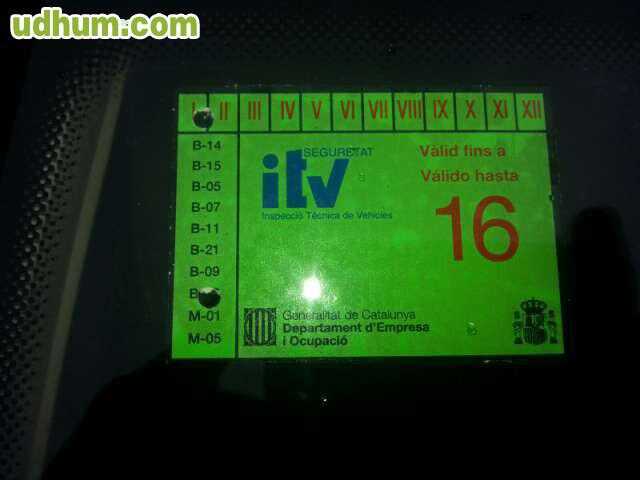 udhum.com
I II III IV V VI VII VIII IX X XI XII
B-14
B-15
B-05
B-07
B-11
B-21
B-09
M-01
M-05
SEGURETAT
itv
Inspecció Tècnica de Vehicles
Vàlid fins a
Válido hasta
16
Generalitat de Catalunya
Departament d'Empresa
i Ocupació